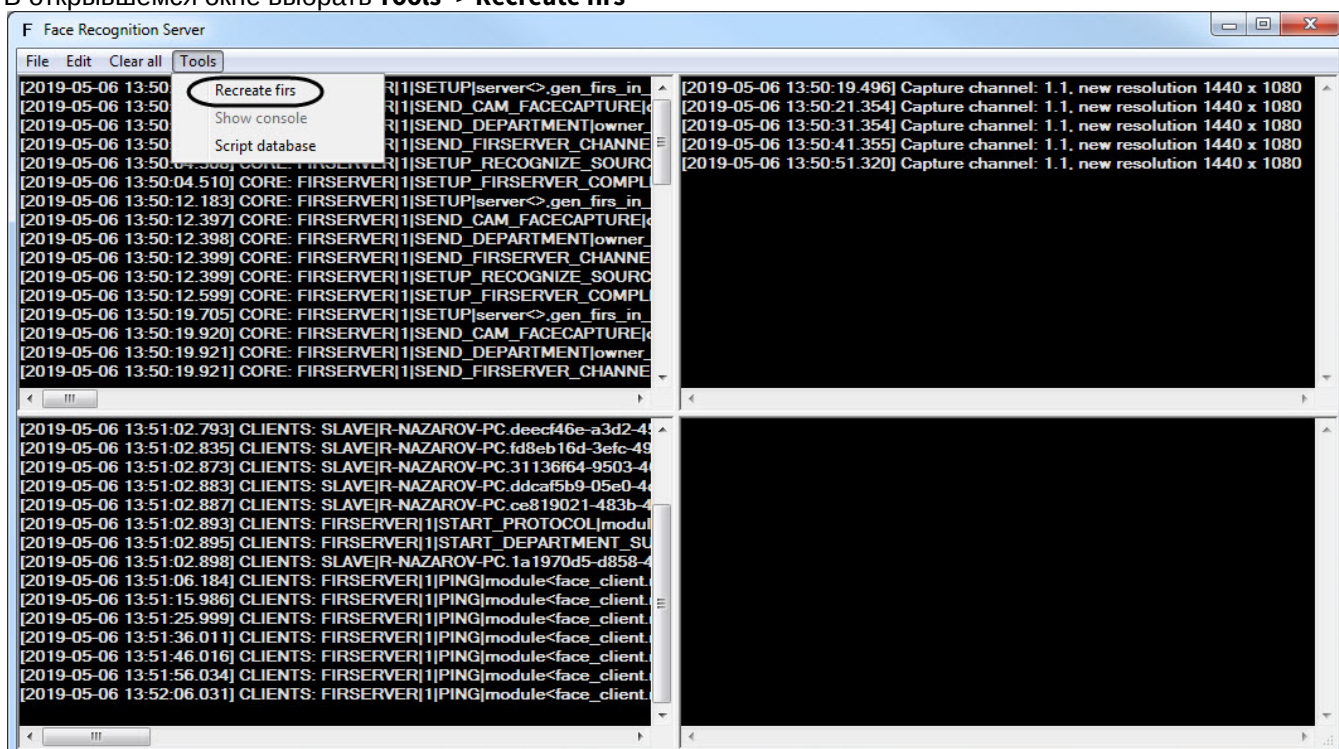 В открывшемся окне выбрать Tools -> Recreate firs
F Face Recognition Server
File Edit Clear all Tools
Recreate firs
Show console
Script database
[2019-05-06 13:50 R|1|SETUP|server<>,gen_firs_in_
[2019-05-06 13:50 R|1|SEND_CAM_FACECAPTURE|
[2019-05-06 13:50 R|1|SEND_DEPARTMENT|owner_
[2019-05-06 13:50 R|1|SEND_FIRSERVER_CHANNE
[2019-05-06 13:50:04.308] CORE: FIRSERVER|1|SETUP_RECOGNIZE_SOURC
[2019-05-06 13:50:04.510] CORE: FIRSERVER|1|SETUP_FIRSERVER_COMPL
[2019-05-06 13:50:12.183] CORE: FIRSERVER|1|SETUP|server<>,gen_firs_in_
[2019-05-06 13:50:12.397] CORE: FIRSERVER|1|SEND_CAM_FACECAPTURE|
[2019-05-06 13:50:12.398] CORE: FIRSERVER|1|SEND_DEPARTMENT|owner_
[2019-05-06 13:50:12.399] CORE: FIRSERVER|1|SEND_FIRSERVER_CHANNE
[2019-05-06 13:50:12.399] CORE: FIRSERVER|1|SETUP_RECOGNIZE_SOURC
[2019-05-06 13:50:12.599] CORE: FIRSERVER|1|SETUP_FIRSERVER_COMPL
[2019-05-06 13:50:19.705] CORE: FIRSERVER|1|SETUP|server<>,gen_firs_in_
[2019-05-06 13:50:19.920] CORE: FIRSERVER|1|SEND_CAM_FACECAPTURE|
[2019-05-06 13:50:19.921] CORE: FIRSERVER|1|SEND_DEPARTMENT|owner_
[2019-05-06 13:50:19.921] CORE: FIRSERVER|1|SEND_FIRSERVER_CHANNE
[2019-05-06 13:50:19.496] Capture channel: 1.1, new resolution 1440 x 1080
[2019-05-06 13:50:21.354] Capture channel: 1.1, new resolution 1440 x 1080
[2019-05-06 13:50:31.354] Capture channel: 1.1, new resolution 1440 x 1080
[2019-05-06 13:50:41.355] Capture channel: 1.1, new resolution 1440 x 1080
[2019-05-06 13:50:51.320] Capture channel: 1.1, new resolution 1440 x 1080
[2019-05-06 13:51:02.793] CLIENTS: SLAVE|R-NAZAROV-PC.deecf46e-a3d2-45
[2019-05-06 13:51:02.835] CLIENTS: SLAVE|R-NAZAROV-PC.fd8eb16d-3efc-49
[2019-05-06 13:51:02.873] CLIENTS: SLAVE|R-NAZAROV-PC.31136f64-9503-4
[2019-05-06 13:51:02.883] CLIENTS: SLAVE|R-NAZAROV-PC.ddcaf5b9-05e0-4
[2019-05-06 13:51:02.887] CLIENTS: SLAVE|R-NAZAROV-PC.ce819021-483b-4
[2019-05-06 13:51:02.893] CLIENTS: FIRSERVER|1|START_PROTOCOL|modul
[2019-05-06 13:51:02.895] CLIENTS: FIRSERVER|1|START_DEPARTMENT_SU
[2019-05-06 13:51:02.898] CLIENTS: SLAVE|R-NAZAROV-PC.1a1970d5-d858-4
[2019-05-06 13:51:06.184] CLIENTS: FIRSERVER|1|PING|module<face_client.
[2019-05-06 13:51:15.986] CLIENTS: FIRSERVER|1|PING|module<face_client.
[2019-05-06 13:51:25.999] CLIENTS: FIRSERVER|1|PING|module<face_client.
[2019-05-06 13:51:36.011] CLIENTS: FIRSERVER|1|PING|module<face_client.
[2019-05-06 13:51:46.016] CLIENTS: FIRSERVER|1|PING|module<face_client.
[2019-05-06 13:51:56.034] CLIENTS: FIRSERVER|1|PING|module<face_client.
[2019-05-06 13:52:06.031] CLIENTS: FIRSERVER|1|PING|module<face_client.